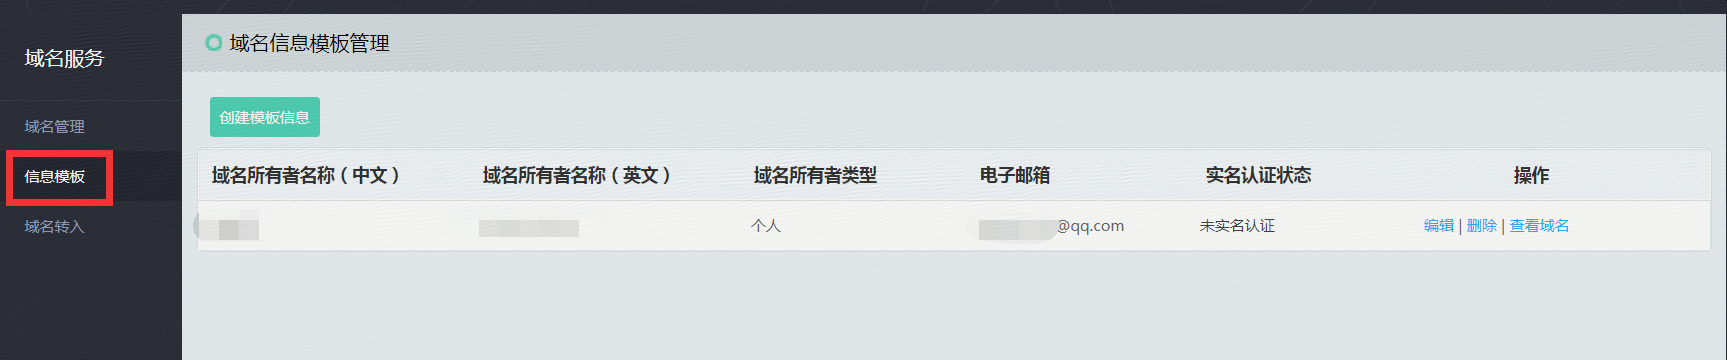 域名服务
域名管理
信息模板
域名转入
域名信息模板管理
创建模板信息
域名所有者名称（中文） 域名所有者名称（英文） 域名所有者类型 电子邮箱 实名认证状态 操作
个人 @qq.com 未实名认证 编辑 | 删除 | 查看域名